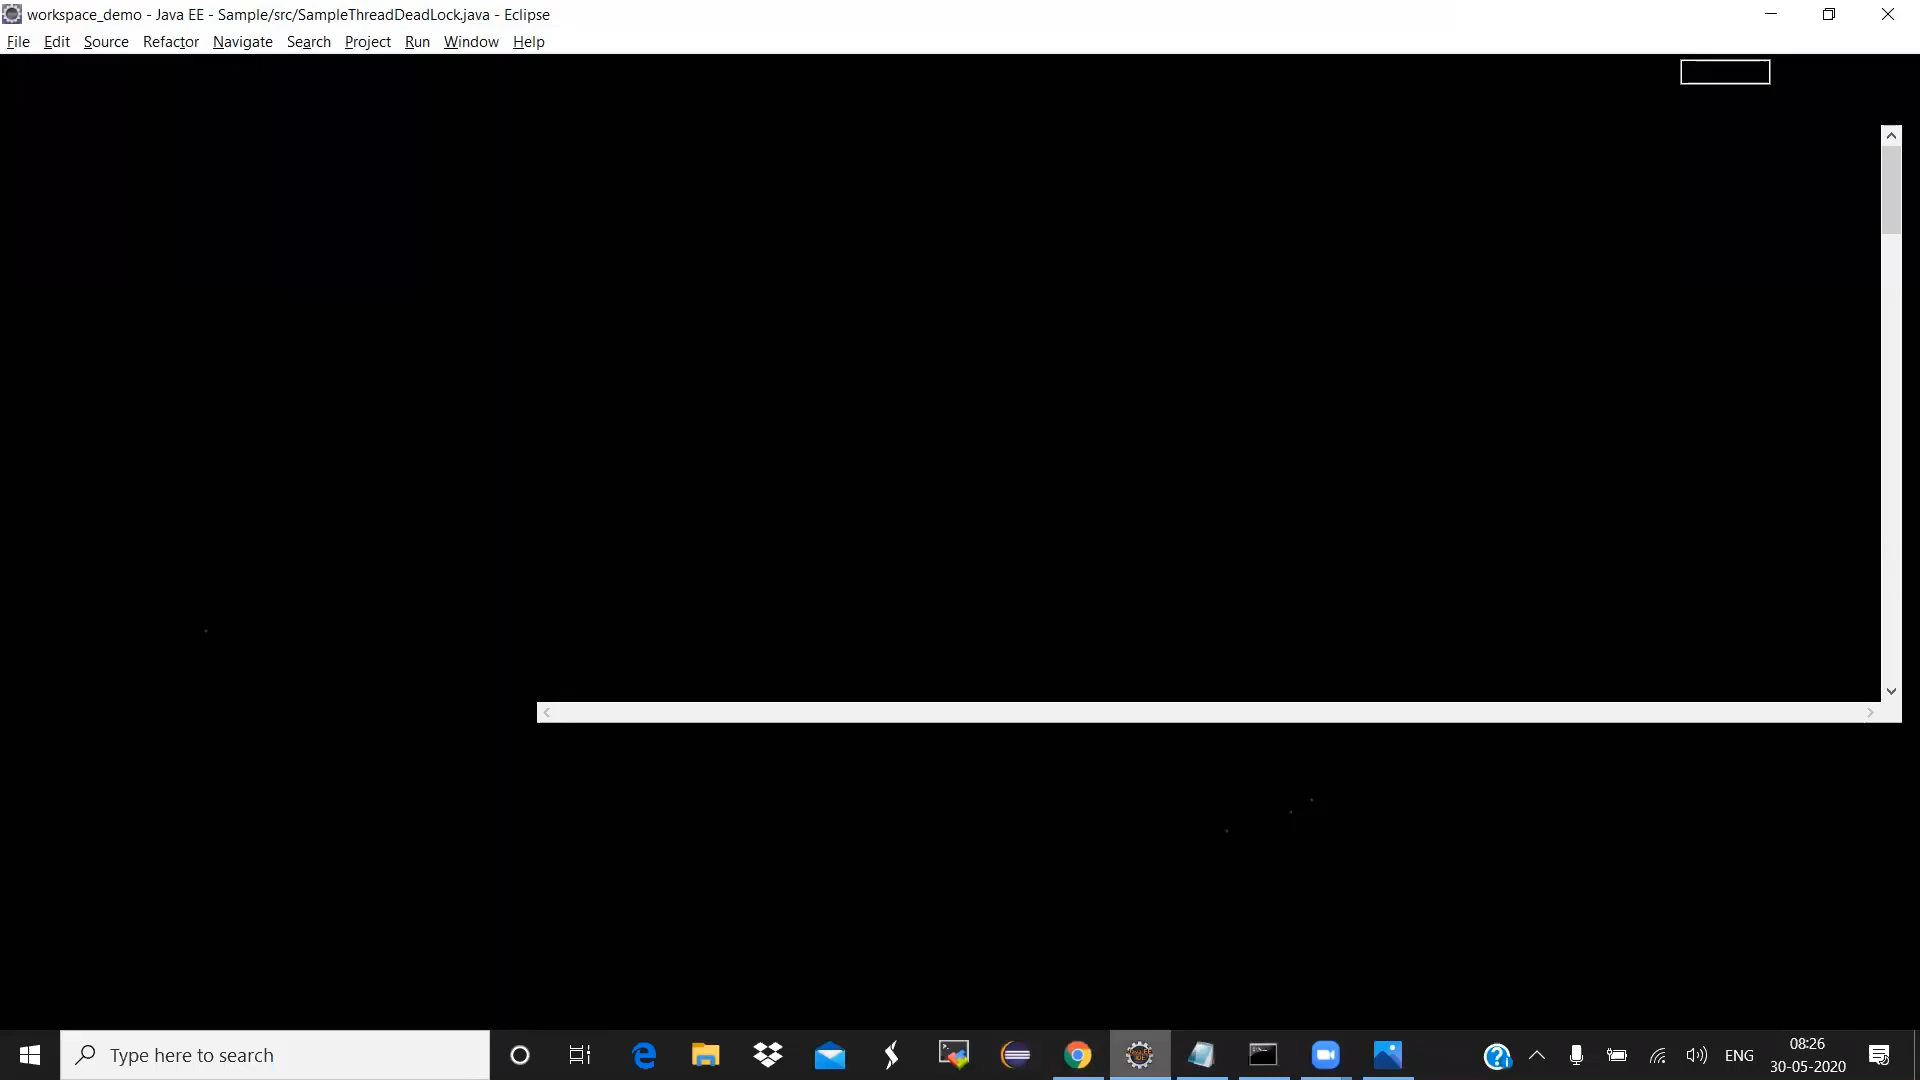 workspace_demo - Java EE - Sample/src/SampleThreadDeadLock.java - Eclipse
File Edit Source Refactor Navigate Search Project Run Window Help
Type here to search
ENG
08:26
30-05-2020